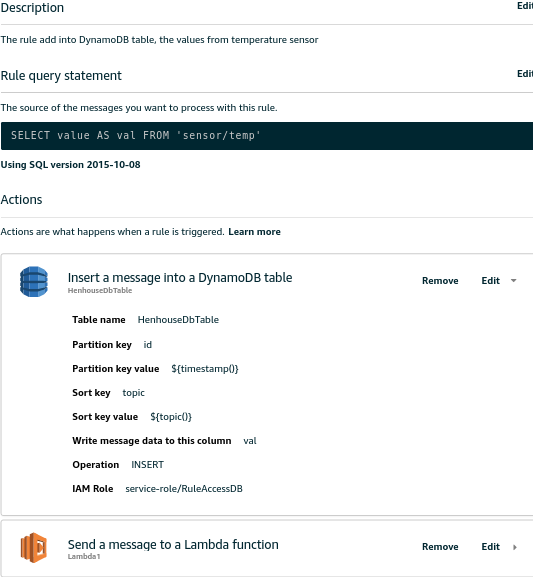 Description Edit
The rule add into DynamoDB table, the values from temperature sensor
Rule query statement Edit
The source of the messages you want to process with this rule.
SELECT value AS val FROM 'sensor/temp'
Using SQL version 2015-10-08
Actions
Actions are what happens when a rule is triggered. Learn more
Insert a message into a DynamoDB table Remove Edit
HenhouseDbTable
Table name HenhouseDbTable
Partition key id
Partition key value ${timestamp()}
Sort key topic
Sort key value ${topic()}
Write message data to this column val
Operation INSERT
IAM Role service-role/RuleAccessDB
Send a message to a Lambda function Remove Edit
Lambda1